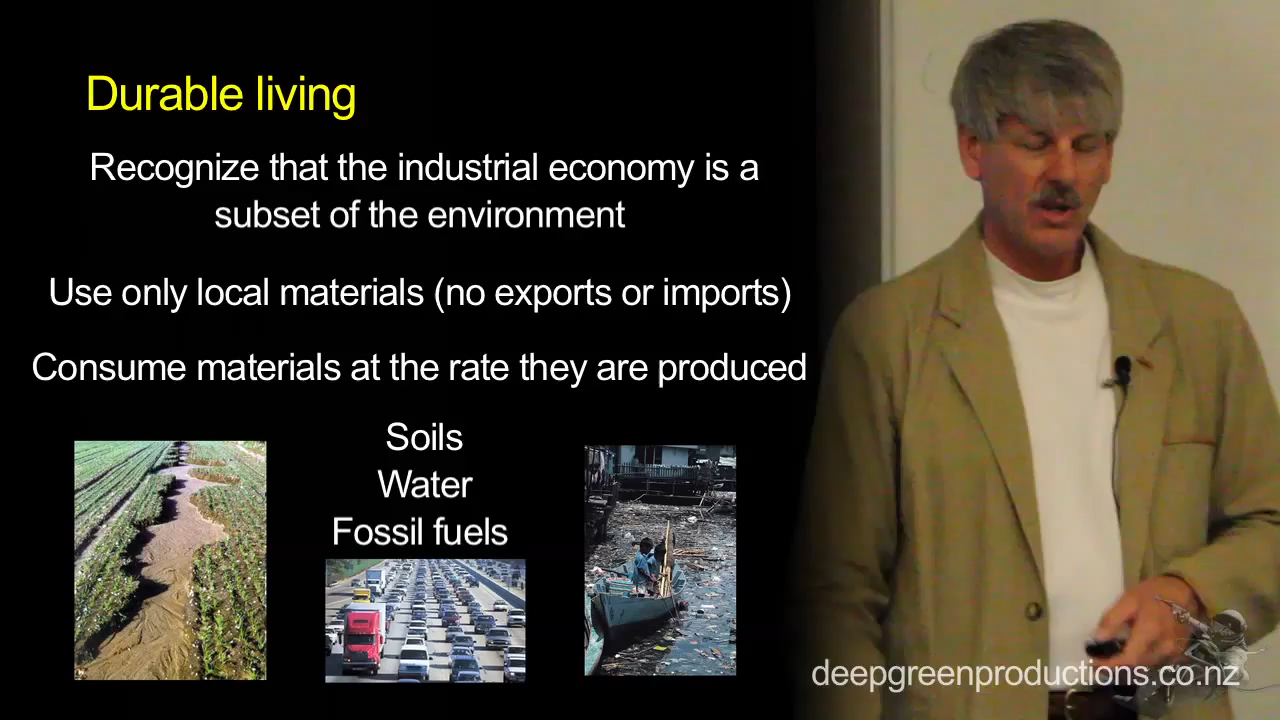 Durable living
Recognize that the industrial economy is a
subset of the environment
Use only local materials (no exports or imports)
Consume materials at the rate they are produced
Soils
Water
Fossil fuels
deepgreenproductions.co.nz